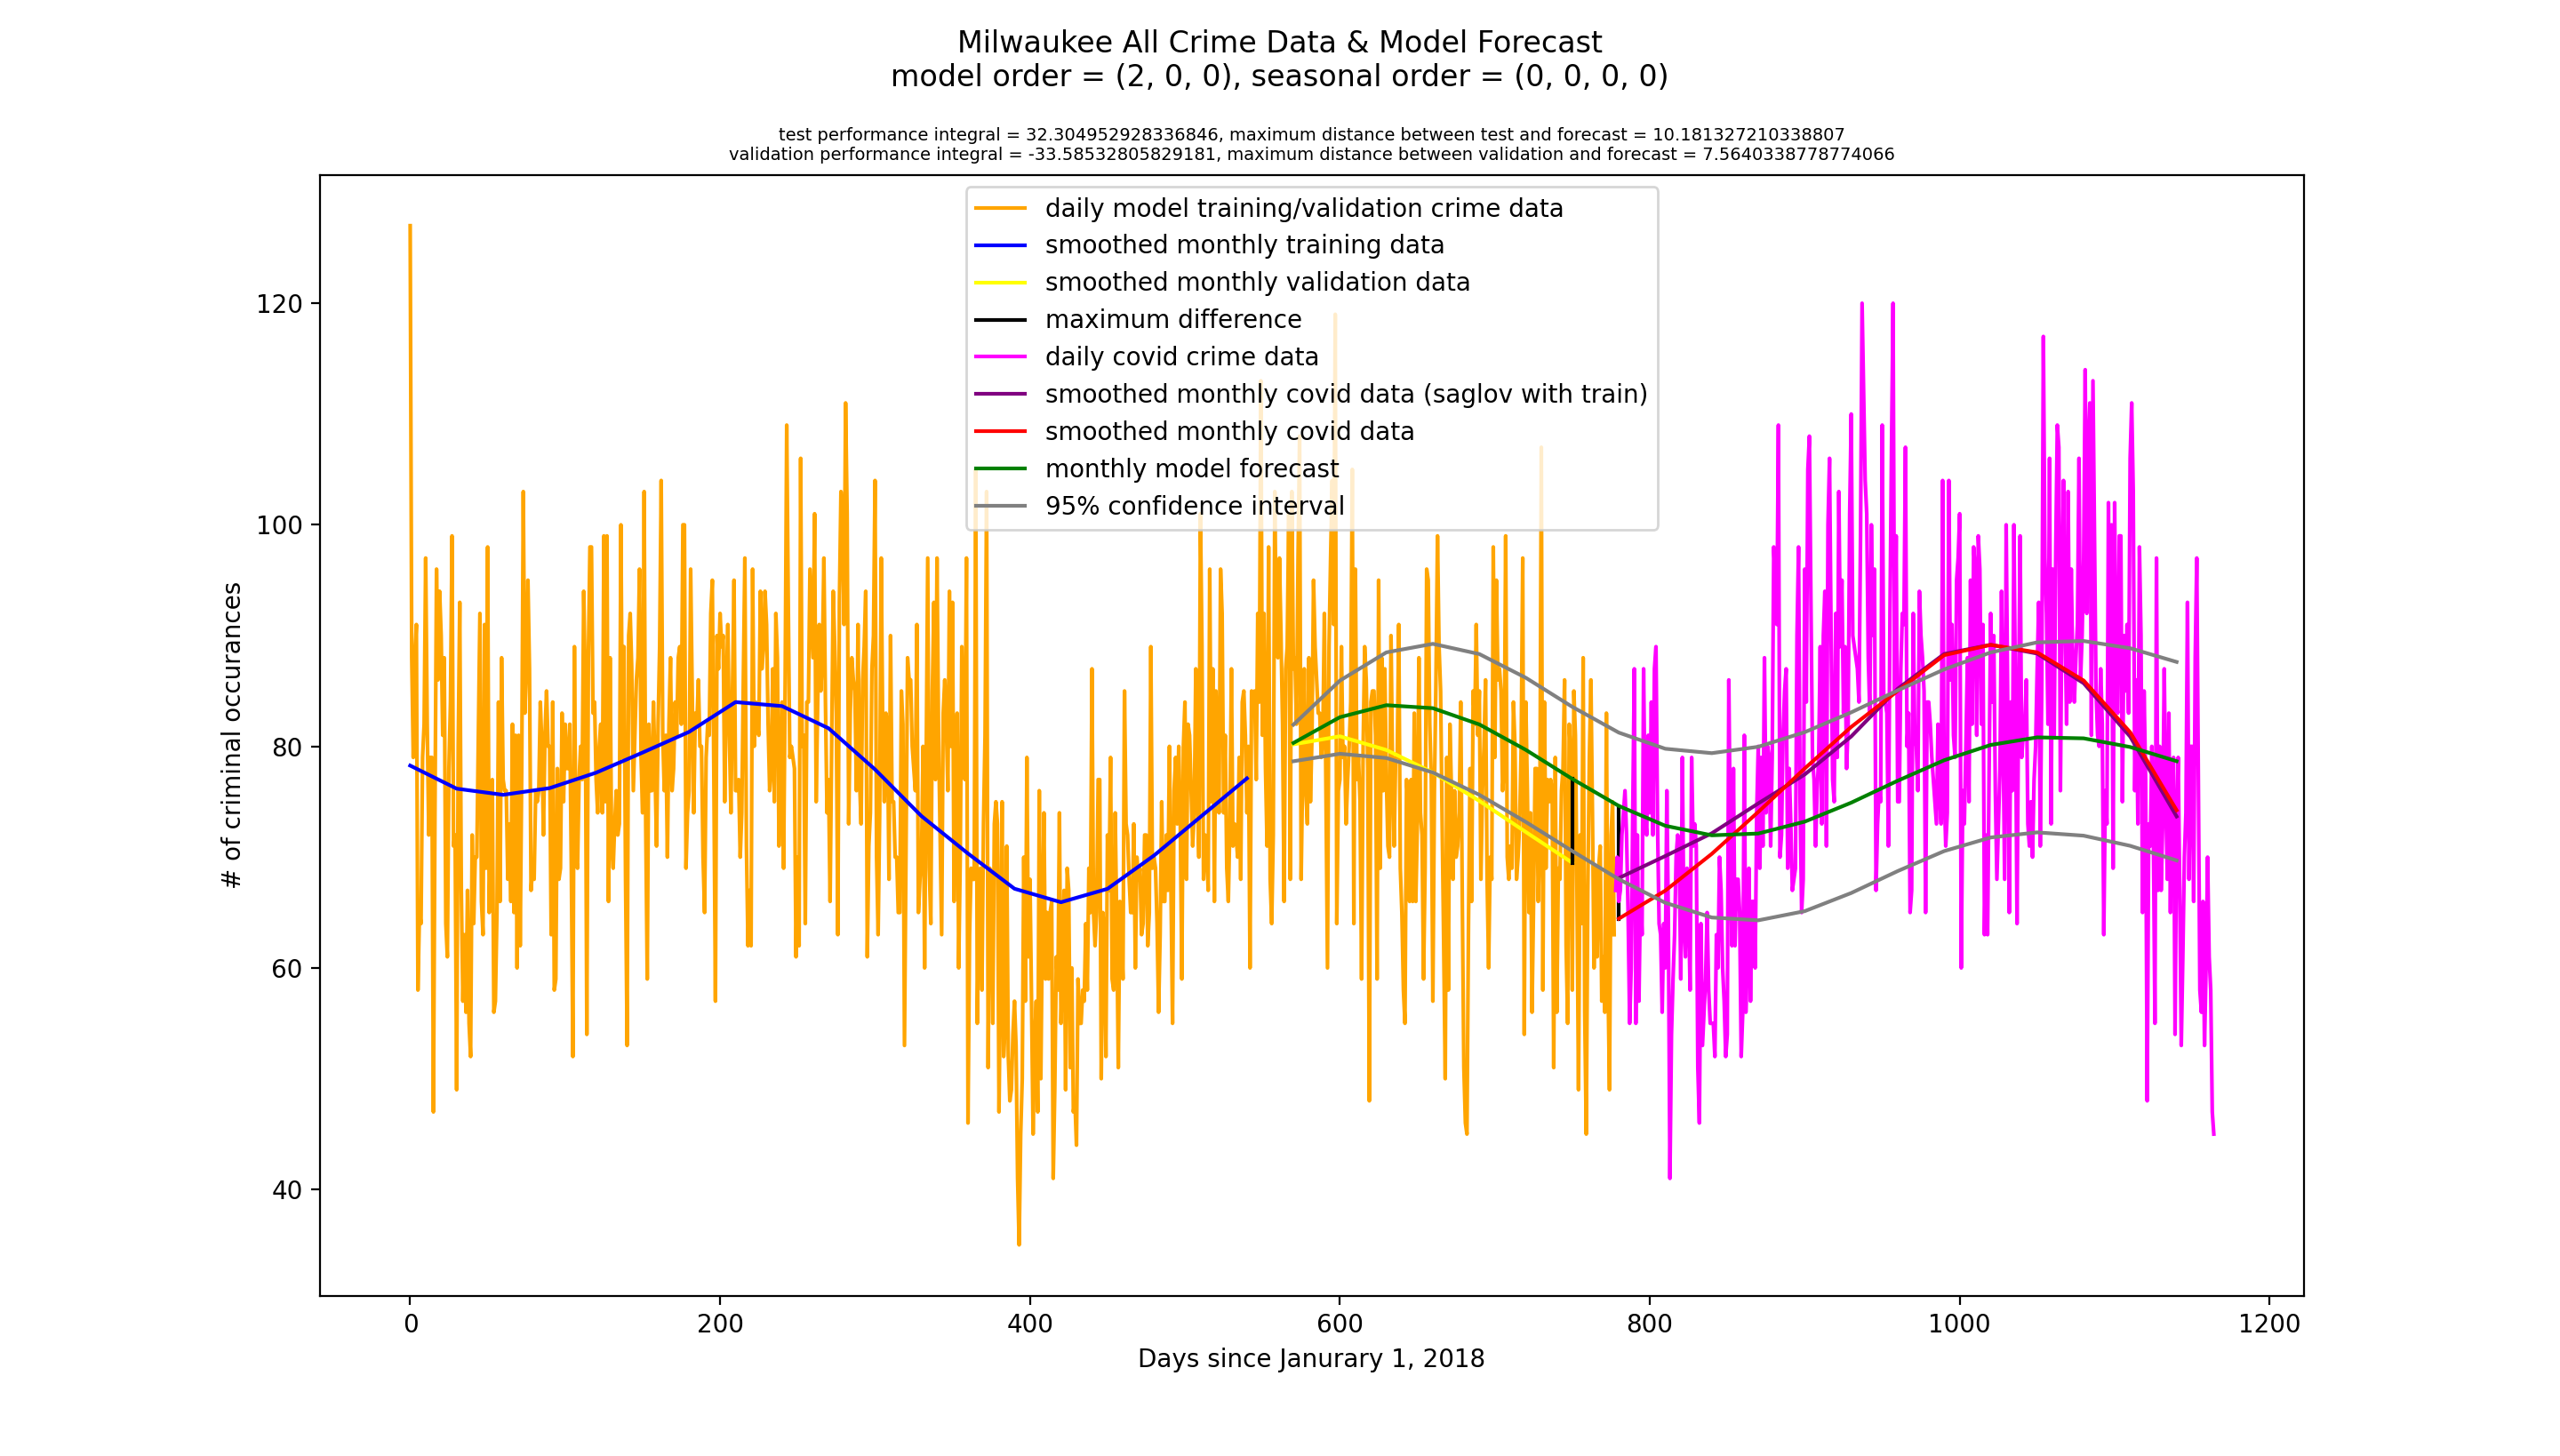 Milwaukee All Crime Data & Model Forecast
model order = (2, 0, 0), seasonal order = (0, 0, 0, 0)
test performance integral = 32.304952928336846, maximum distance between test and forecast = 10.181327210338807
validation performance integral = -33.58532805829181, maximum distance between validation and forecast = 7.5640338778774066
daily model training/validation crime data
smoothed monthly training data
smoothed monthly validation data
maximum difference
daily covid crime data
smoothed monthly covid data (saglov with train)
smoothed monthly covid data
monthly model forecast
95% confidence interval
# of criminal occurances
120
100
80
60
40
0 200 400 600 800 1000 1200
Days since Janurary 1, 2018